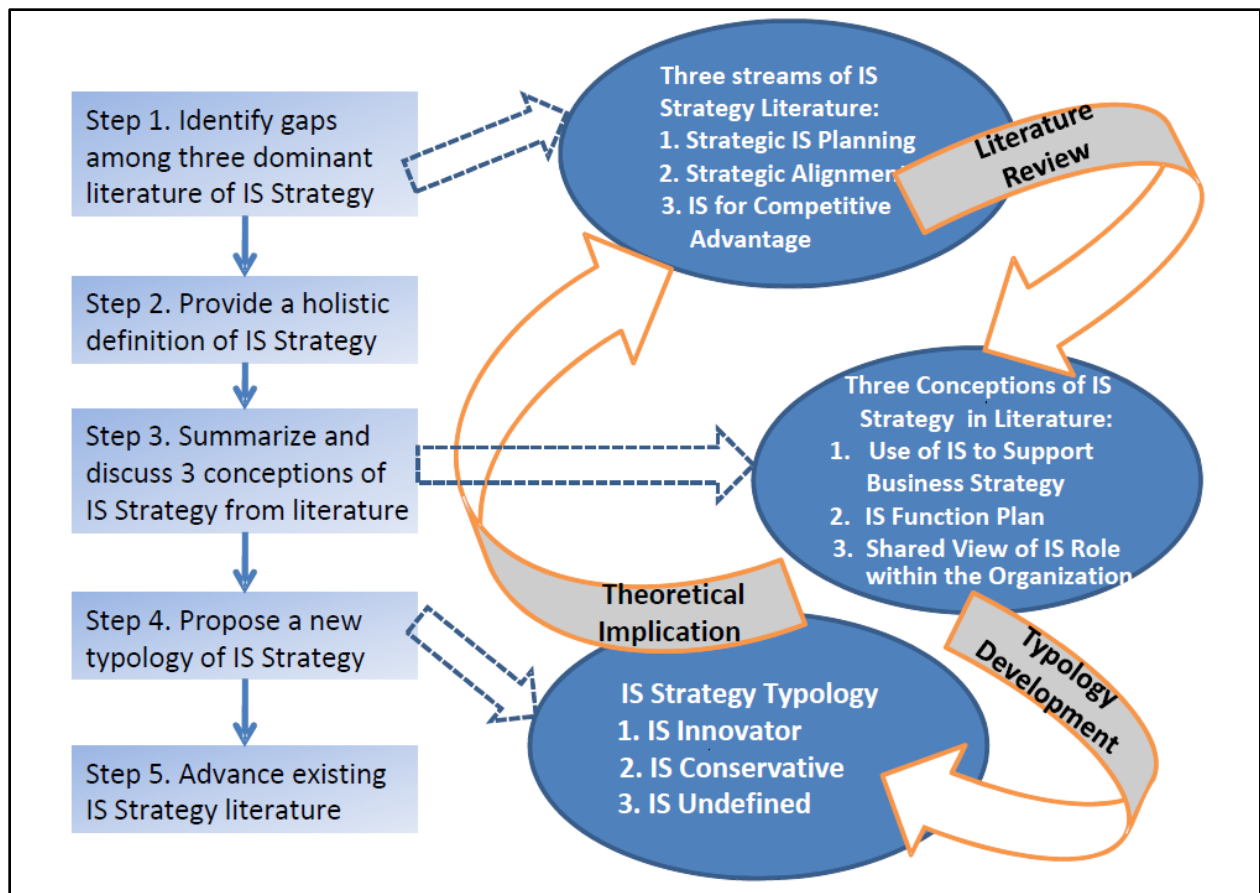 Step 1. Identify gaps
among three dominant
literature of IS Strategy
Step 2. Provide a holistic
definition of IS Strategy
Step 3. Summarize and
discuss 3 conceptions of
IS Strategy from literature
Step 4. Propose a new
typology of IS Strategy
Step 5. Advance existing
IS Strategy literature
Three streams of IS
Strategy Literature:
1. Strategic IS Planning
2. Strategic Alignment
3. IS for Competitive
Advantage
Literature
Review
Three Conceptions of IS
Strategy in Literature:
1. Use of IS to Support
Business Strategy
2. IS Function Plan
3. Shared View of IS Role
within the Organization
Typology
Development
Theoretical
Implication
IS Strategy Typology
1. IS Innovator
2. IS Conservative
3. IS Undefined